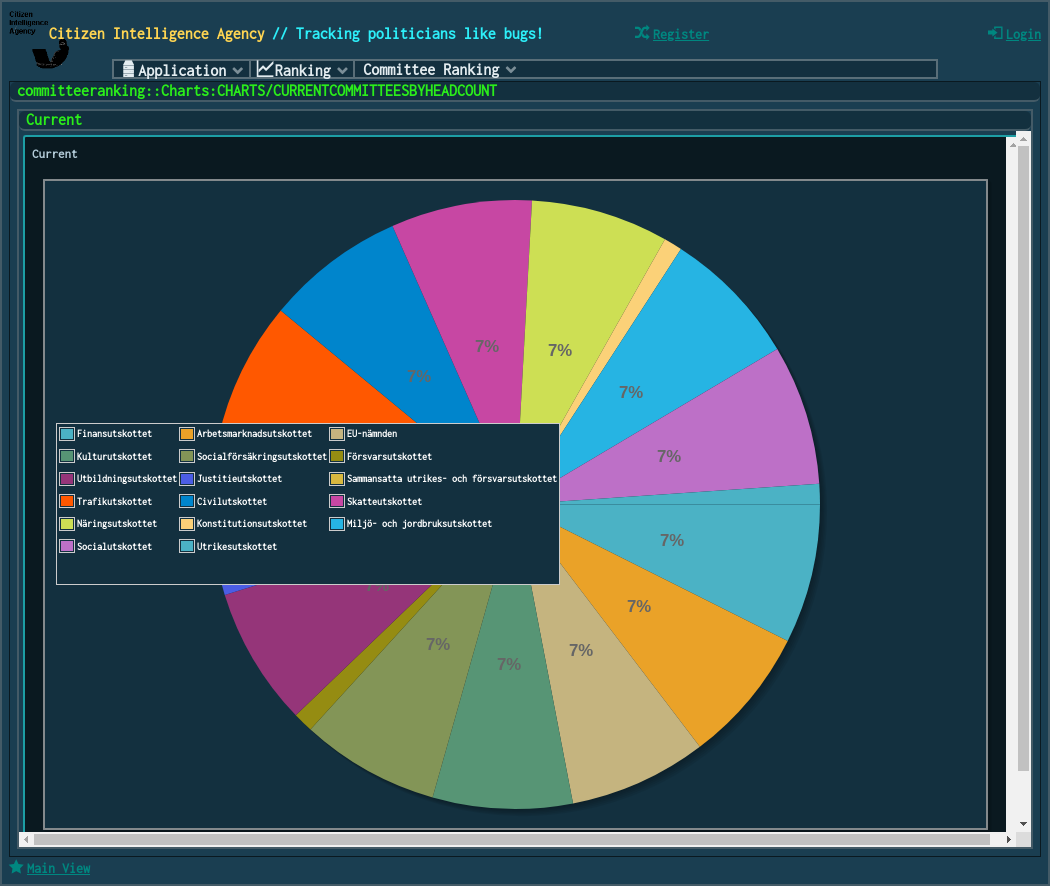 Citizen
Intelligence
Agency
Citizen Intelligence Agency // Tracking politicians like bugs!
Register
Login
Application
Ranking
Committee Ranking
committeeranking::Charts:CHARTS/CURRENTCOMMITTEESBYHEADCOUNT
Current
Current
7%
7%
7%
7%
7%
Finansutskottet
Arbetsmarknadsutskottet
EU-nämnden
Kulturutskottet
Socialförsäkringsutskottet
Försvarsutskottet
Utbildningsutskottet
Justitieutskottet
Sammansatta utrikes- och försvarsutskottet
Trafikutskottet
Civilutskottet
Skatteutskottet
Näringsutskottet
Konstitutionsutskottet
Miljö- och jordbruksutskottet
Socialutskottet
Utrikesutskottet
7%
7%
7%
7%
7%
7%
Main View